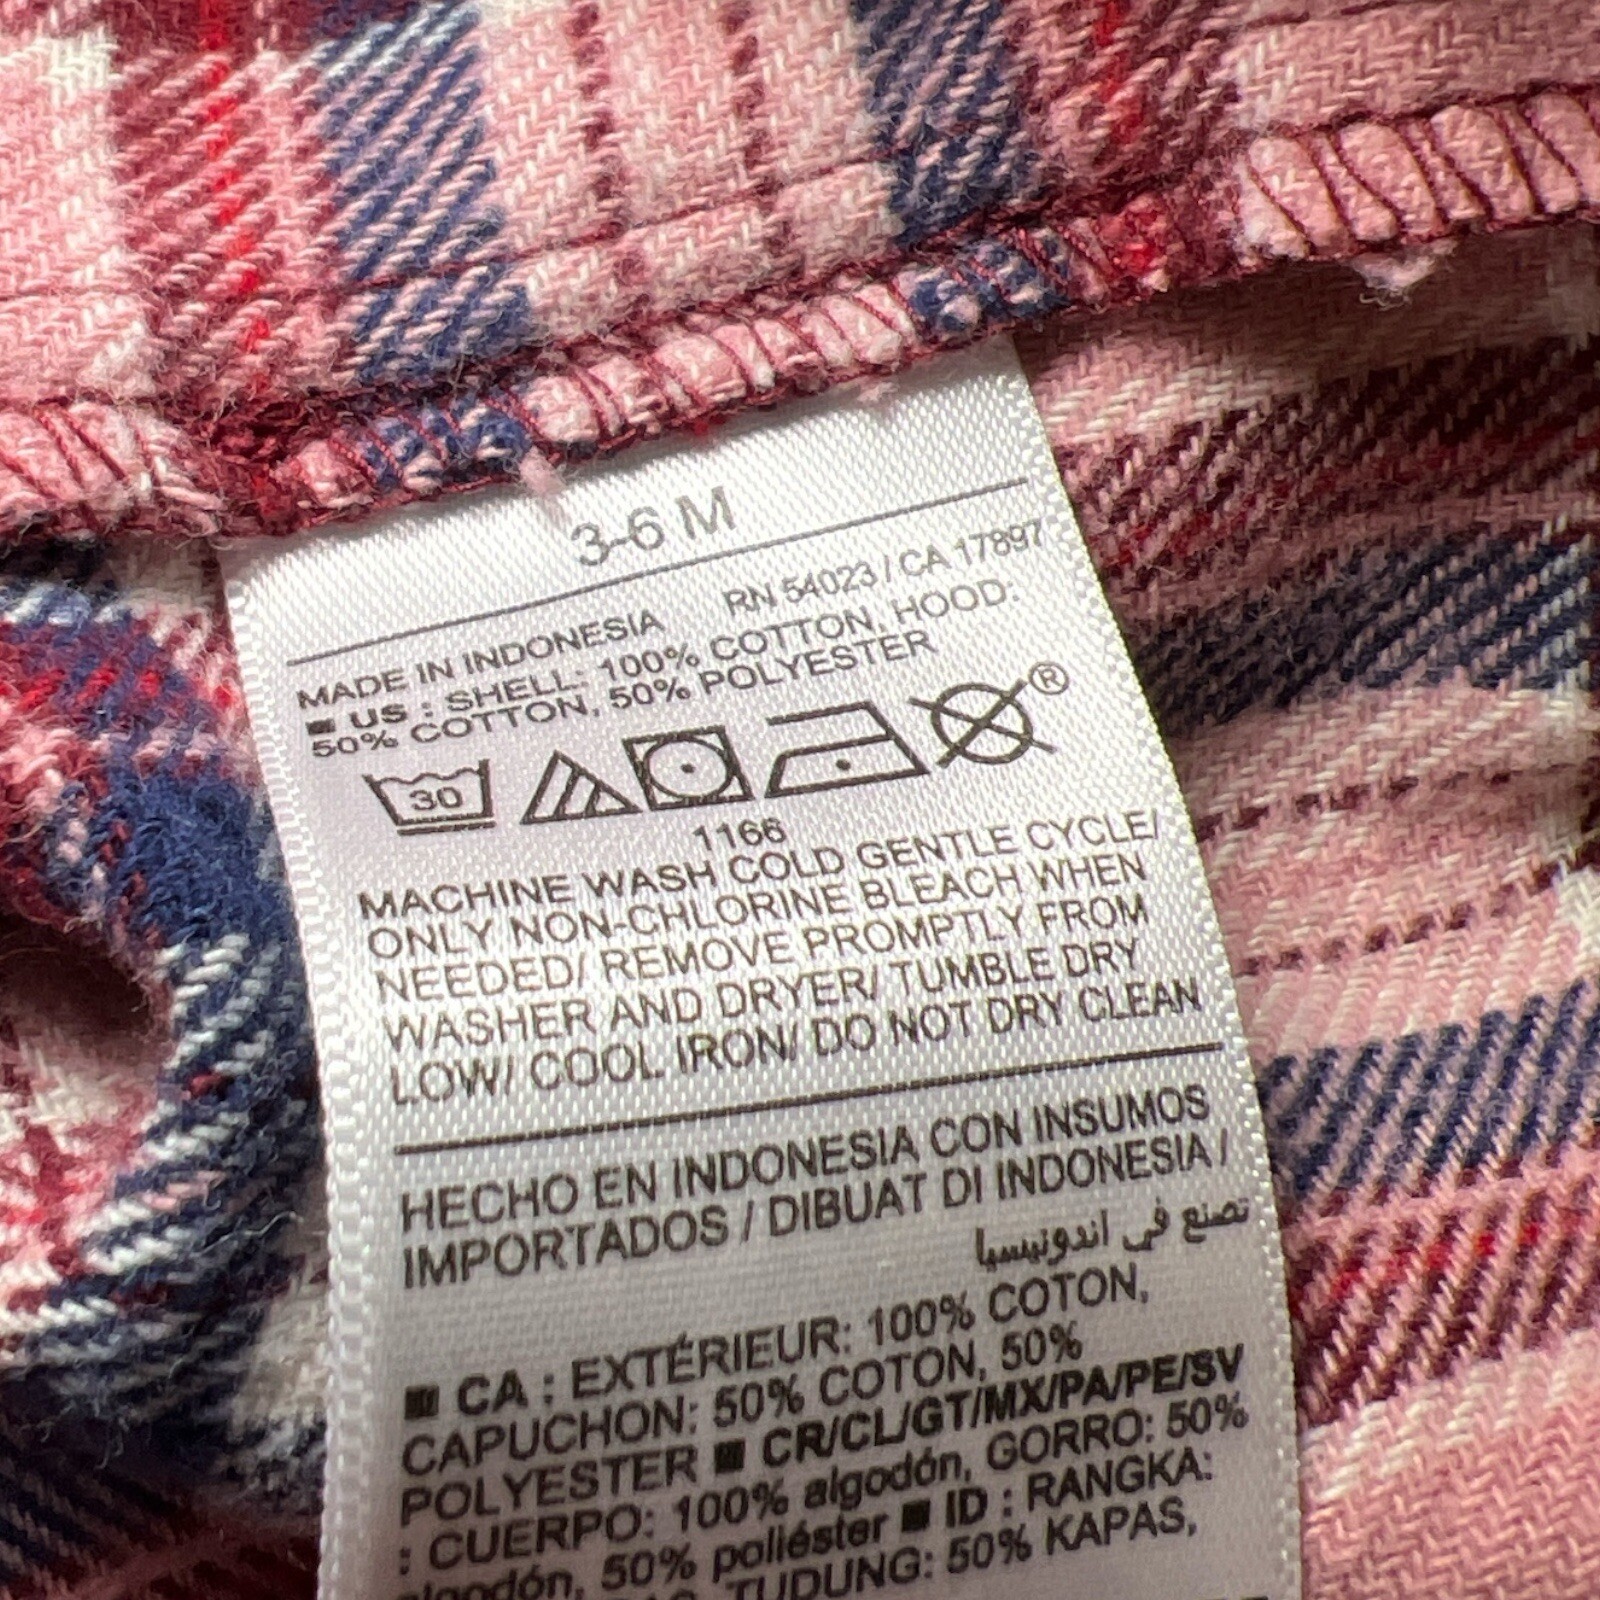 3-6 M
MADE IN INDONESIA RN 54023 / CA 17897
■ US : SHELL: 100% COTTON, HOOD:
50% COTTON, 50% POLYESTER
30 ®
1166
MACHINE WASH COLD GENTLE CYCLE/
ONLY NON-CHLORINE BLEACH WHEN
NEEDED/ REMOVE PROMPTLY FROM
WASHER AND DRYER/ TUMBLE DRY
LOW/ COOL IRON/ DO NOT DRY CLEAN
HECHO EN INDONESIA CON INSUMOS
IMPORTADOS / DIBUAT DI INDONESIA /
تصنع في اندونيسيا
■ CA : EXTÉRIEUR: 100% COTON,
CAPUCHON: 50% COTON, 50%
POLYESTER ■ CR/CL/GT/MX/PA/PE/SV
: CUERPO: 100% algodón, GORRO: 50%
algodón, 50% poliéster ■ ID : RANGKA:
TUDUNG: 50% KAPAS,